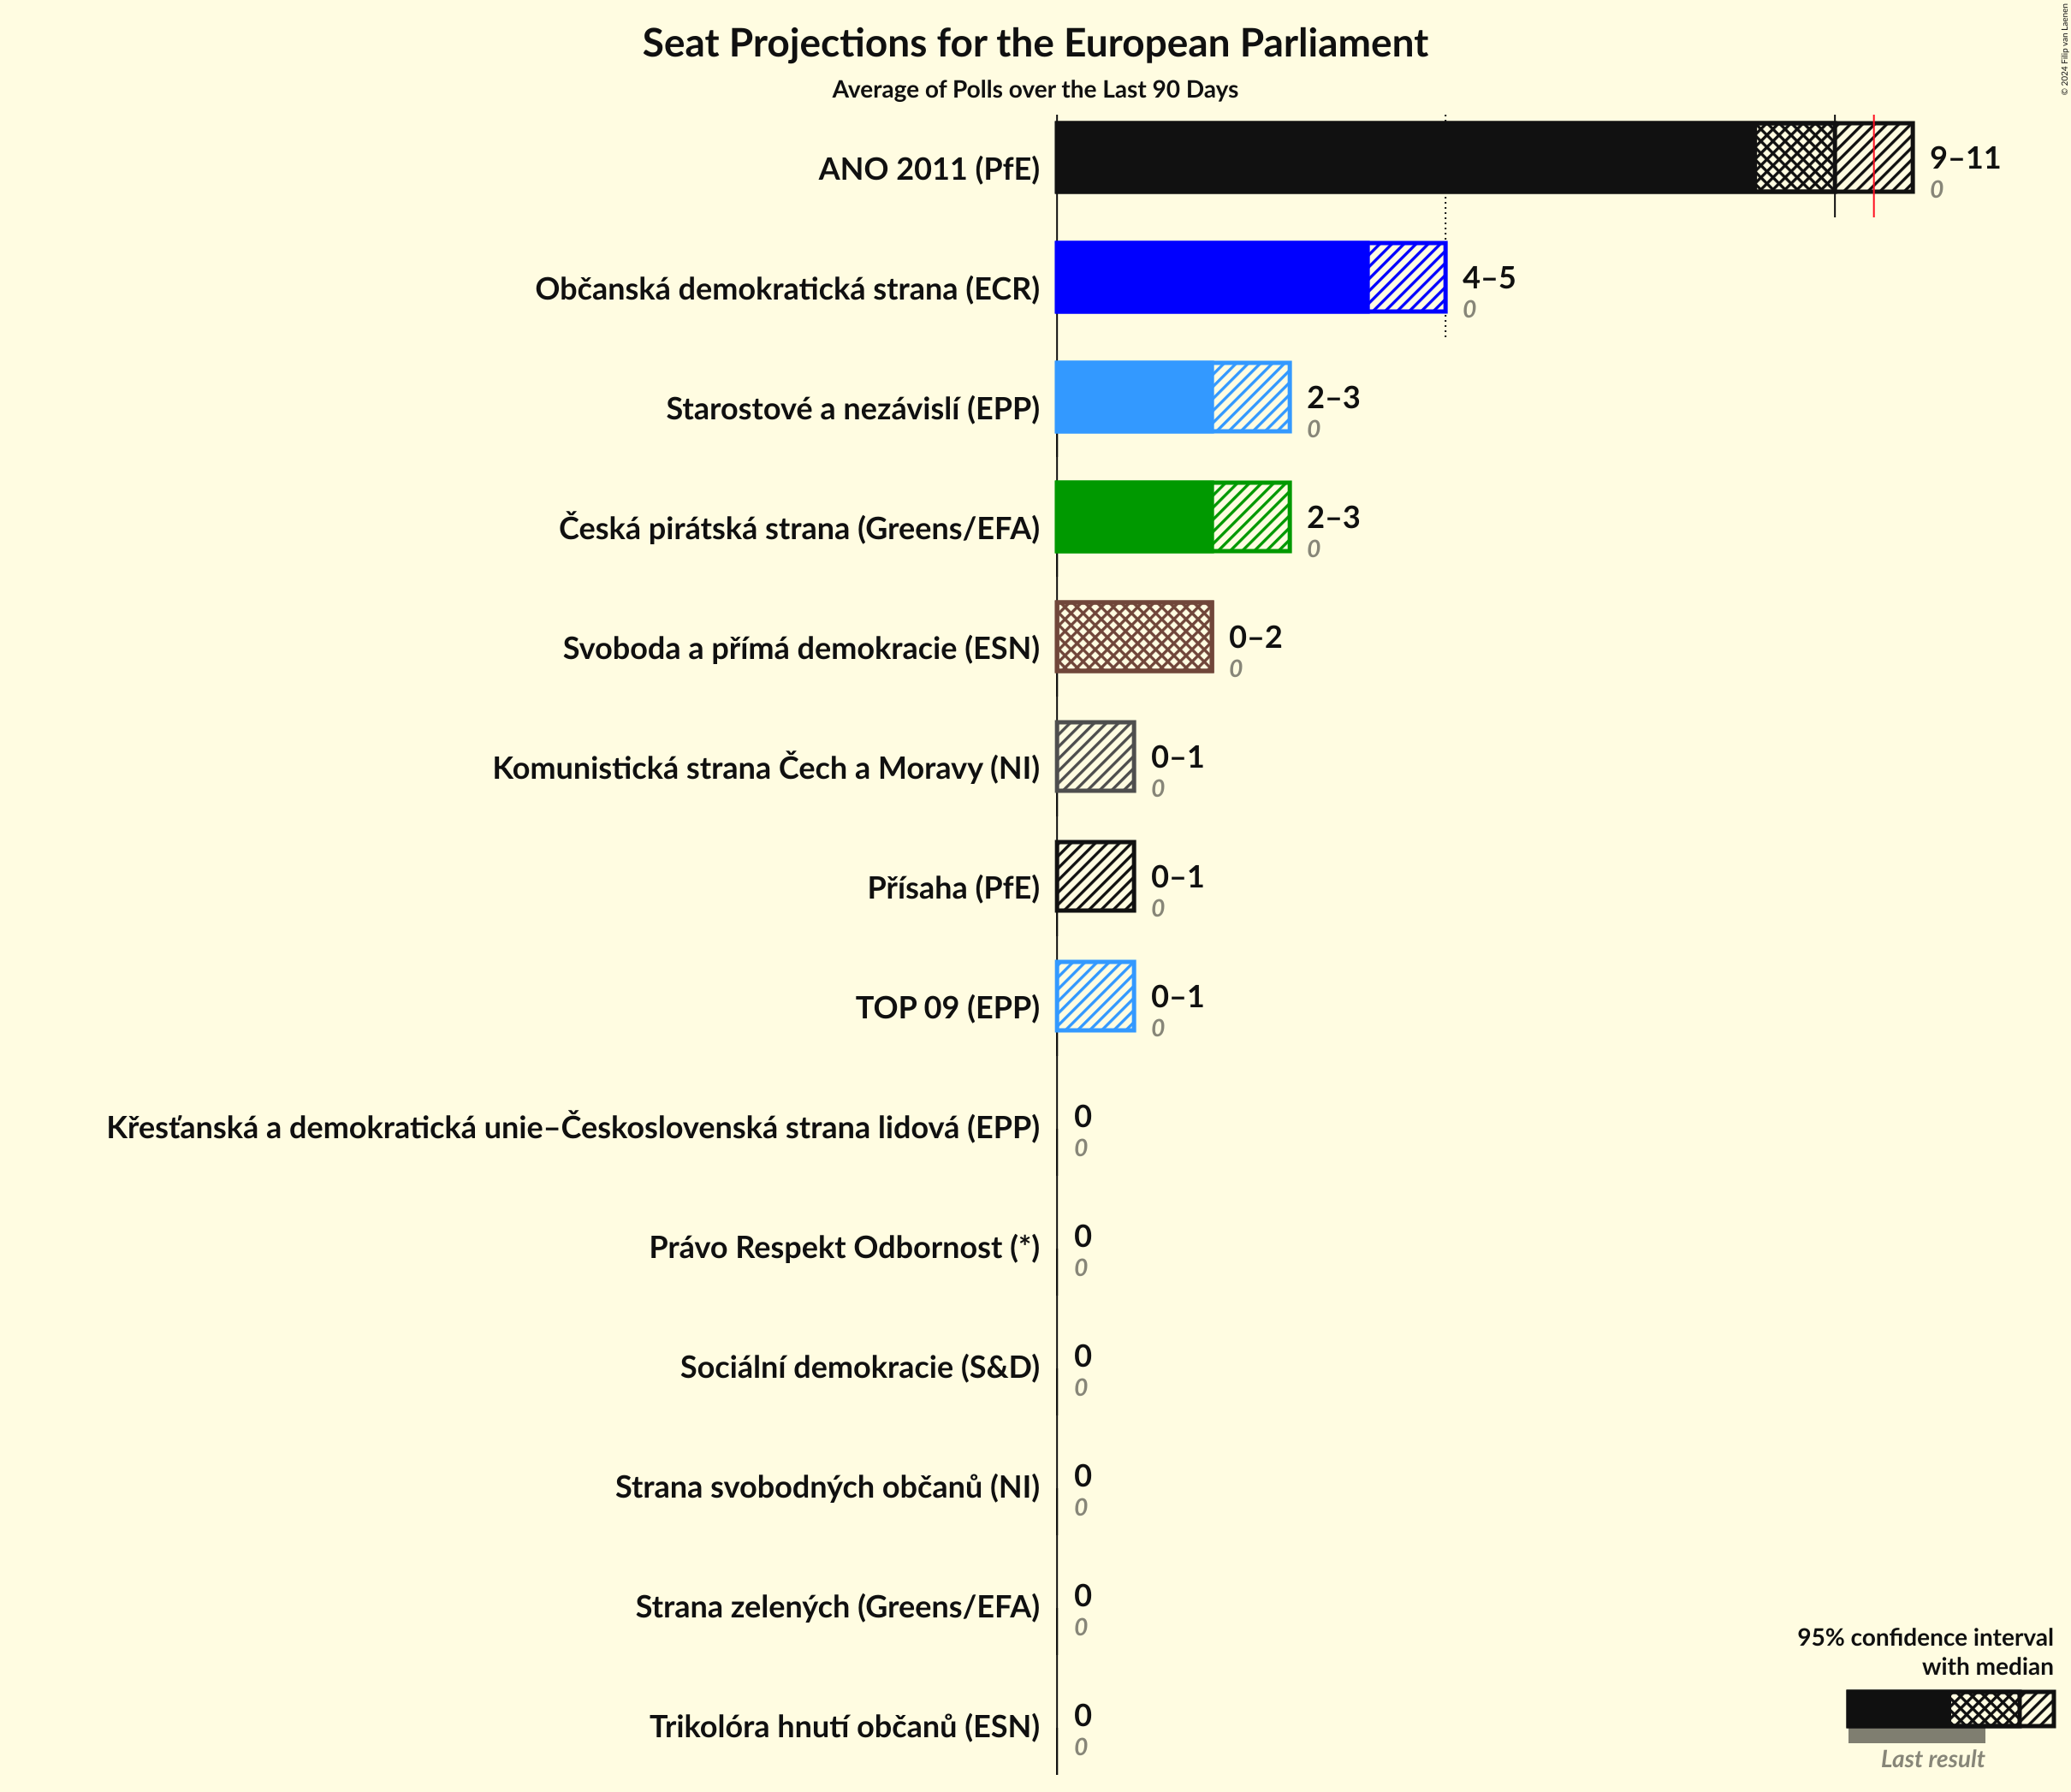 Seat Projections for the European Parliament
Average of Polls over the Last 90 Days
© 2024 Filip van Laenen
ANO 2011 (PfE)
9–11
0
Občanská demokratická strana (ECR)
4–5
0
Starostové a nezávislí (EPP)
2–3
0
Česká pirátská strana (Greens/EFA)
2–3
0
Svoboda a přímá demokracie (ESN)
0–2
0
Komunistická strana Čech a Moravy (NI)
0–1
0
Přísaha (PfE)
0–1
0
TOP 09 (EPP)
0–1
0
Křesťanská a demokratická unie–Československá strana lidová (EPP)
0
0
Právo Respekt Odbornost (*)
0
0
Sociální demokracie (S&D)
0
0
Strana svobodných občanů (NI)
0
0
Strana zelených (Greens/EFA)
0
0
Trikolóra hnutí občanů (ESN)
0
0
95% confidence interval
with median
Last result